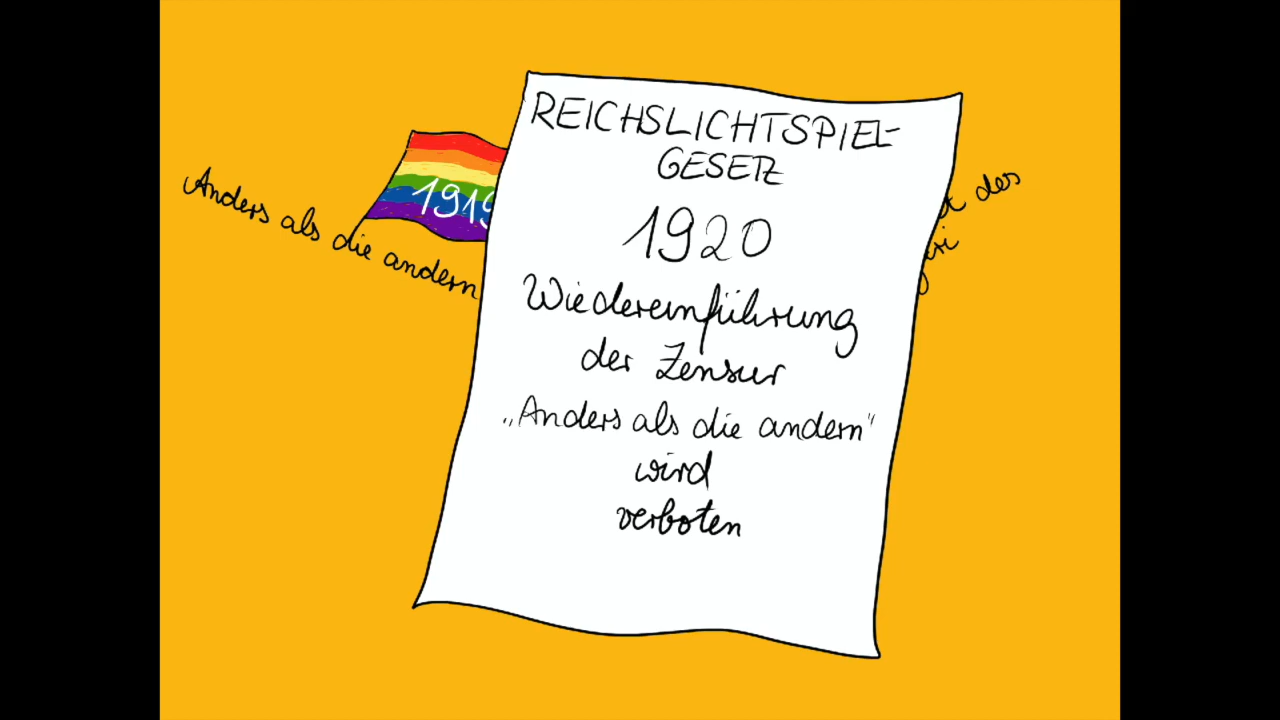 Anders als die andern
1919
REICHSLICHTSPIEL-
GESETZ
1920
Wiedereinführung
der Zensur
„Anders als die andern"
wird
verboten
des